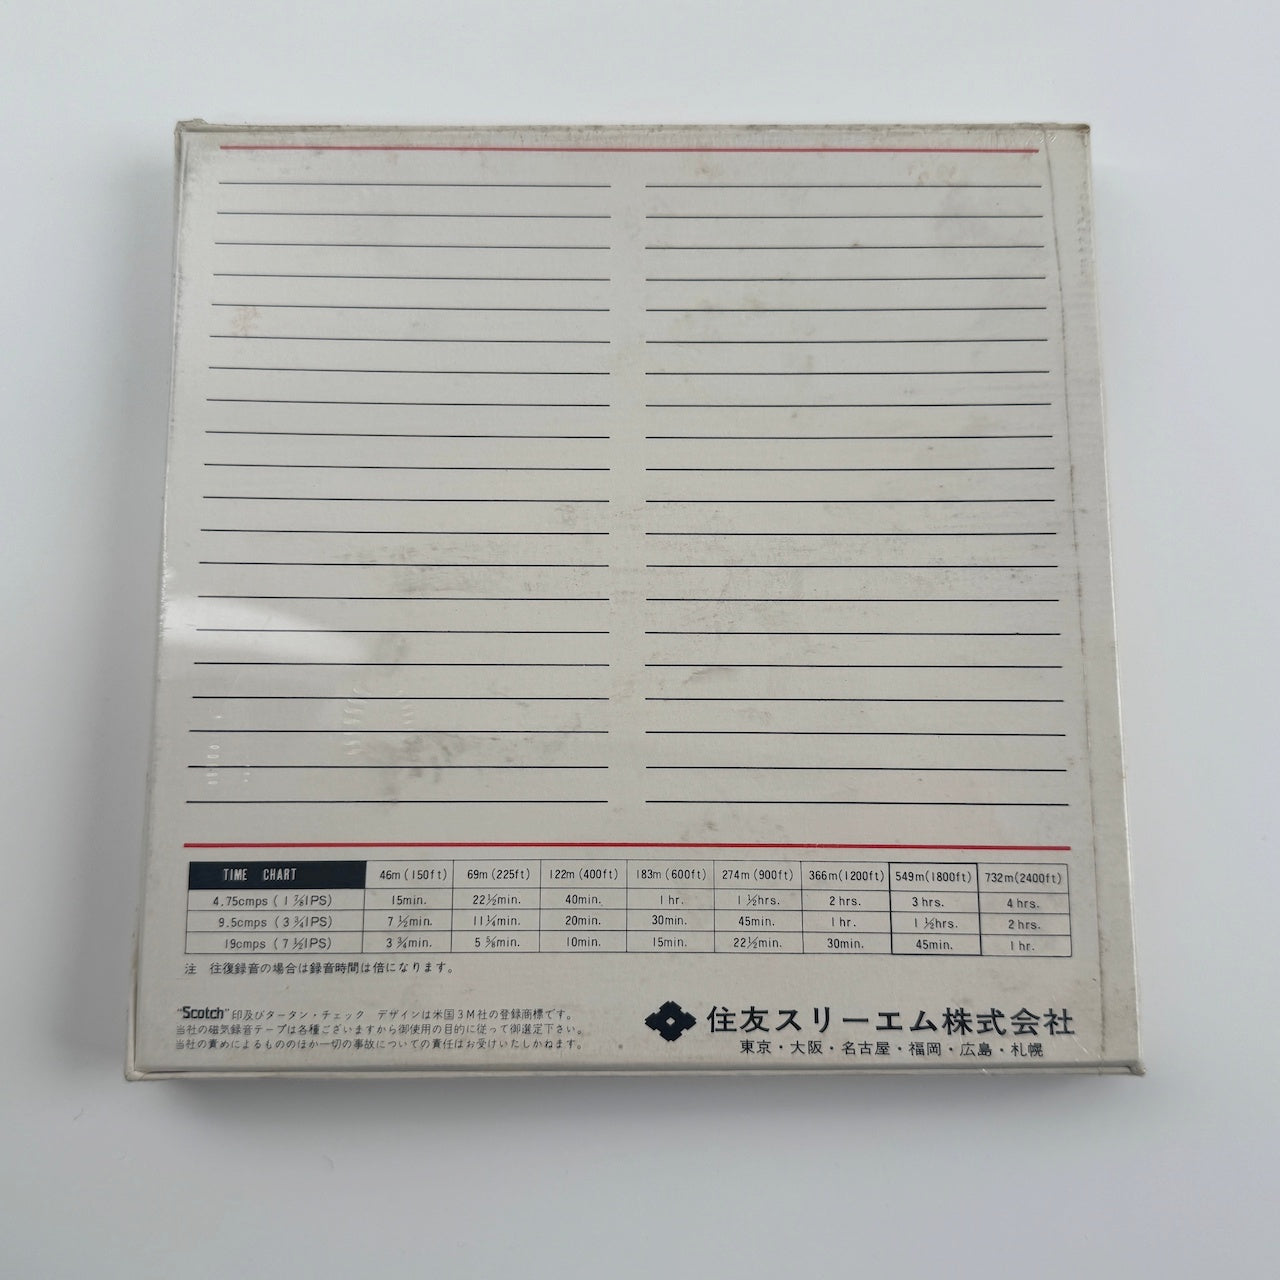 TIME CHART 46m (150ft) 69m (225ft) 122m (400ft) 183m (600ft) 274m (900ft) 366m (1200ft) 549m (1800ft) 732m (2400ft)
4.75cmps ( 1 ⅞IPS) 15min. 22½min. 40min. 1 hr. 1 ½hrs. 2 hrs. 3 hrs. 4 hrs.
9.5cmps ( 3 ¾IPS) 7 ½min. 11¼min. 20min. 30min. 45min. 1 hr. 1 ½hrs. 2 hrs.
19cmps ( 7 ½IPS) 3 ¾min. 5 ⅝min. 10min. 15min. 22½min. 30min. 45min. 1 hr.
注 往復録音の場合は録音時間は倍になります。
"Scotch"印及びタータン・チェック デザインは米国3M社の登録商標です。
当社の磁気録音テープは各種ございますから御使用の目的に従って御選定下さい。
当社の責めによるもののほか一切の事故についての責任はお受けいたしかねます。
住友スリーエム株式会社
東京・大阪・名古屋・福岡・広島・札幌